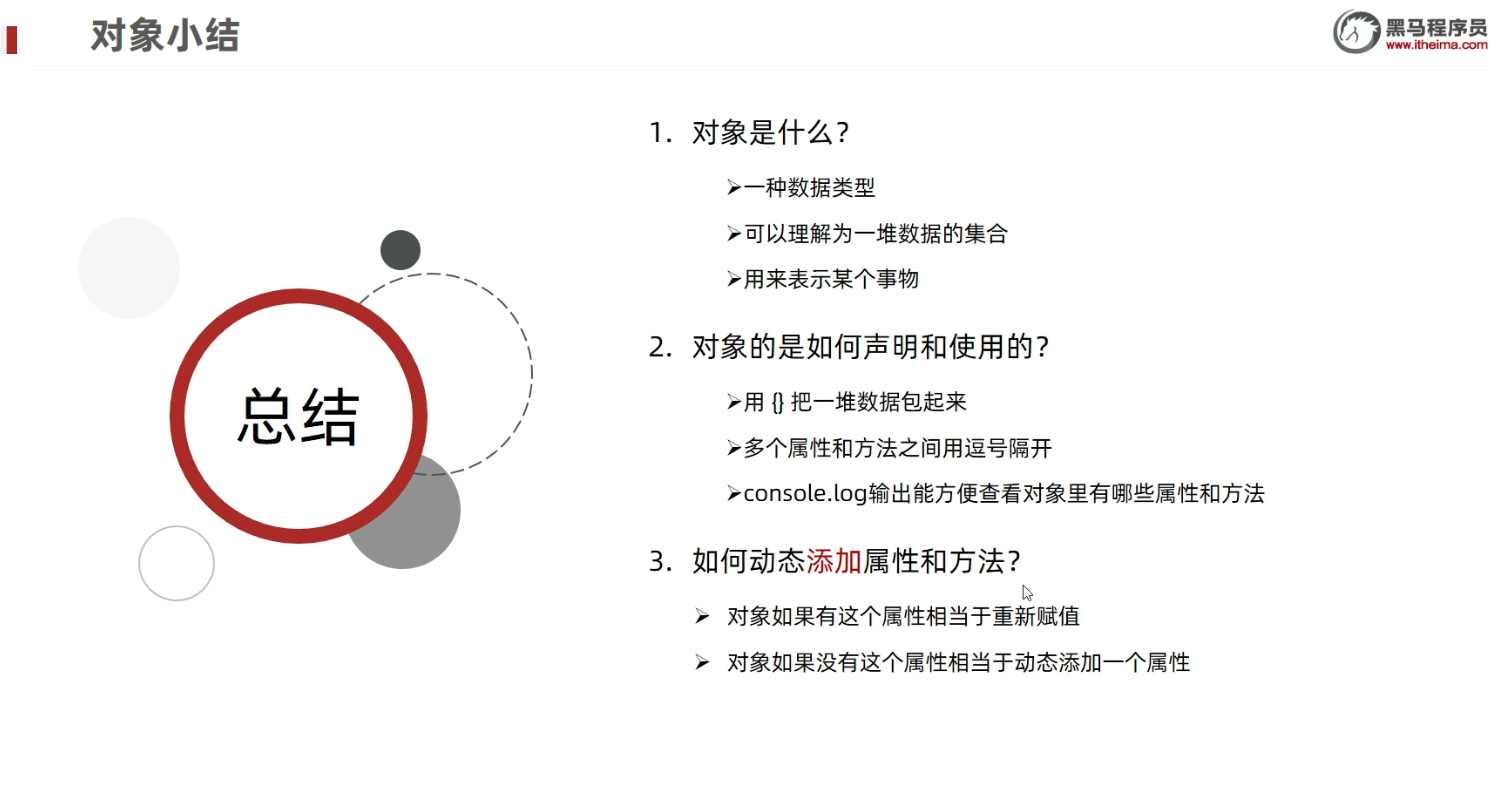 对象小结
黑马程序员
www.itheima.com
总结
1. 对象是什么？
➢一种数据类型
➢可以理解为一堆数据的集合
➢用来表示某个事物
2. 对象的是如何声明和使用的？
➢用 {} 把一堆数据包起来
➢多个属性和方法之间用逗号隔开
➢console.log输出能方便查看对象里有哪些属性和方法
3. 如何动态添加属性和方法？
➢ 对象如果有这个属性相当于重新赋值
➢ 对象如果没有这个属性相当于动态添加一个属性